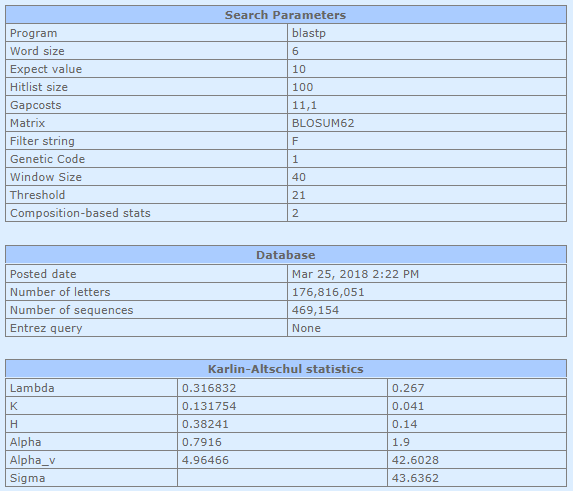 Search Parameters
Program blastp
Word size 6
Expect value 10
Hitlist size 100
Gapcosts 11,1
Matrix BLOSUM62
Filter string F
Genetic Code 1
Window Size 40
Threshold 21
Composition-based stats 2
Database
Posted date Mar 25, 2018 2:22 PM
Number of letters 176,816,051
Number of sequences 469,154
Entrez query None
Karlin-Altschul statistics
Lambda 0.316832 0.267
K 0.131754 0.041
H 0.38241 0.14
Alpha 0.7916 1.9
Alpha_v 4.96466 42.6028
Sigma 43.6362